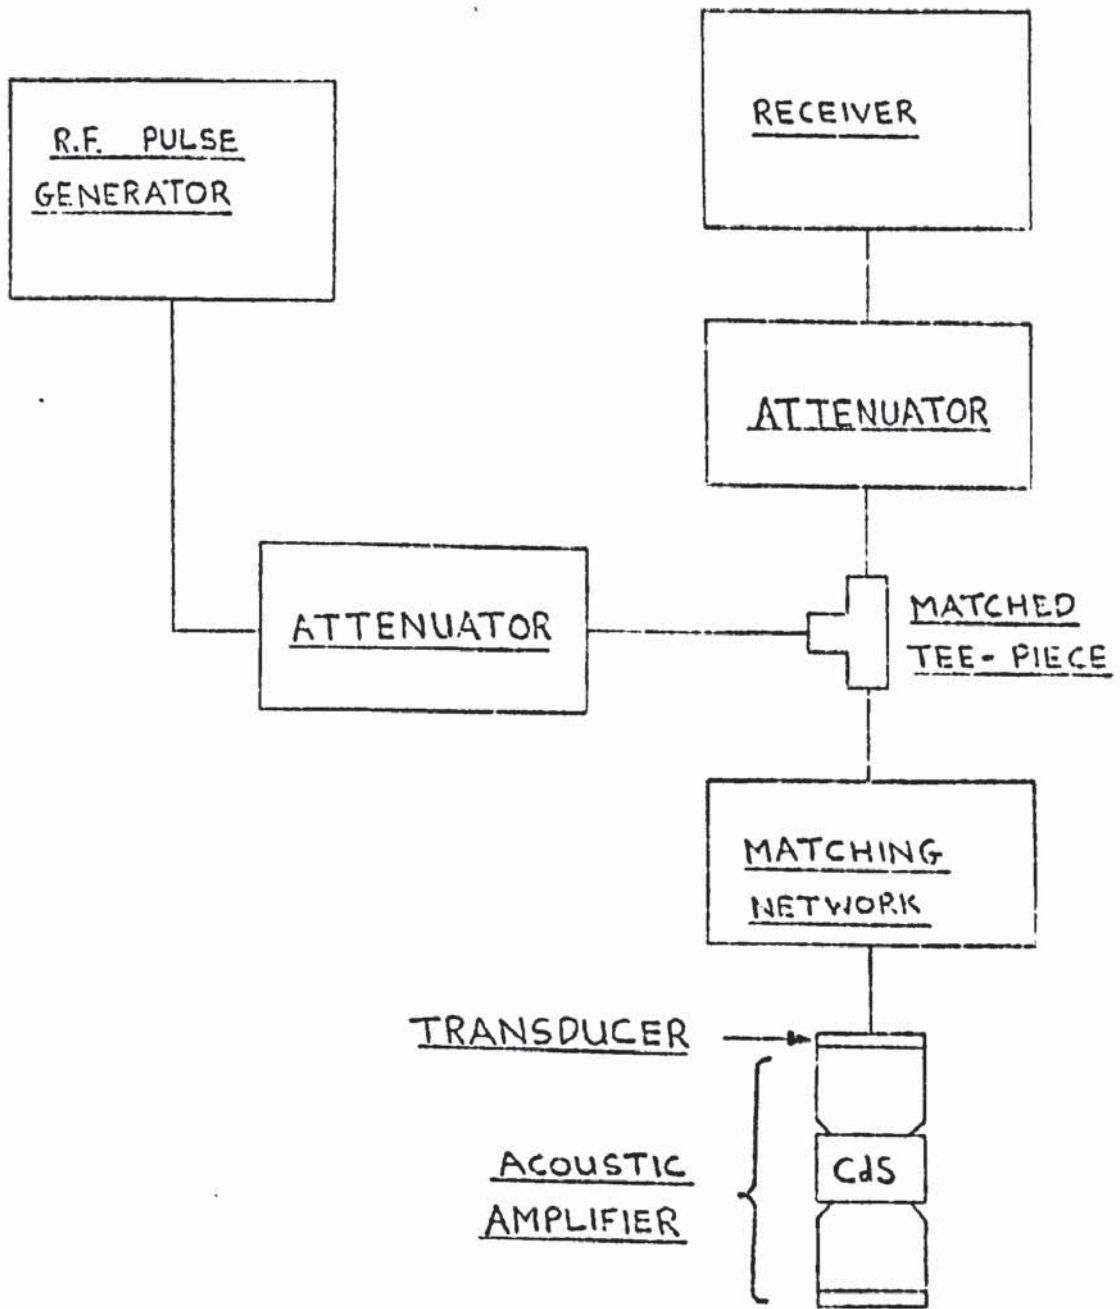 R.F. PULSE
GENERATOR
RECEIVER
ATTENUATOR
ATTENUATOR
MATCHED
TEE-PIECE
MATCHING
NETWORK
TRANSDUCER
ACOUSTIC
AMPLIFIER
CdS